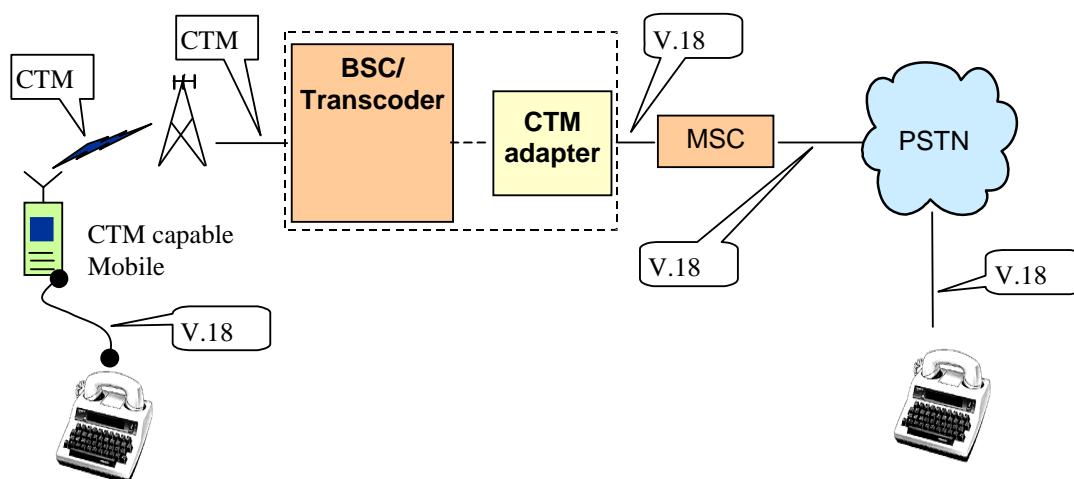 CTM
CTM
BSC/
Transcoder
CTM
adapter
V.18
MSC
PSTN
CTM capable
Mobile
V.18
V.18
V.18